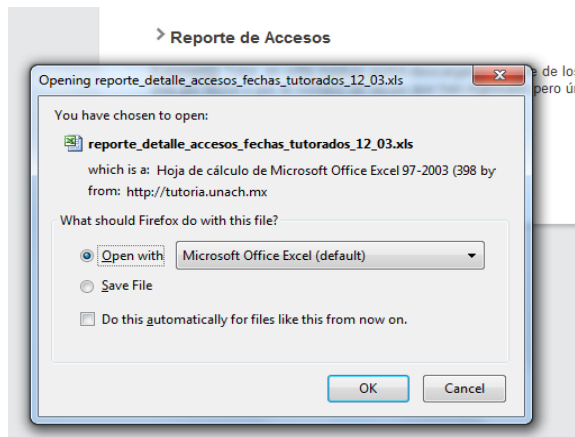 Reporte de Accesos
Opening reporte_detalle_accesos_fechas_tutorados_12_03.xls
e de los
pero ú
You have chosen to open:
reporte_detalle_accesos_fechas_tutorados_12_03.xls
which is a: Hoja de cálculo de Microsoft Office Excel 97-2003 (398 by
from: http://tutoria.unach.mx
What should Firefox do with this file?
Open with Microsoft Office Excel (default)
Save File
Do this automatically for files like this from now on.
OK Cancel